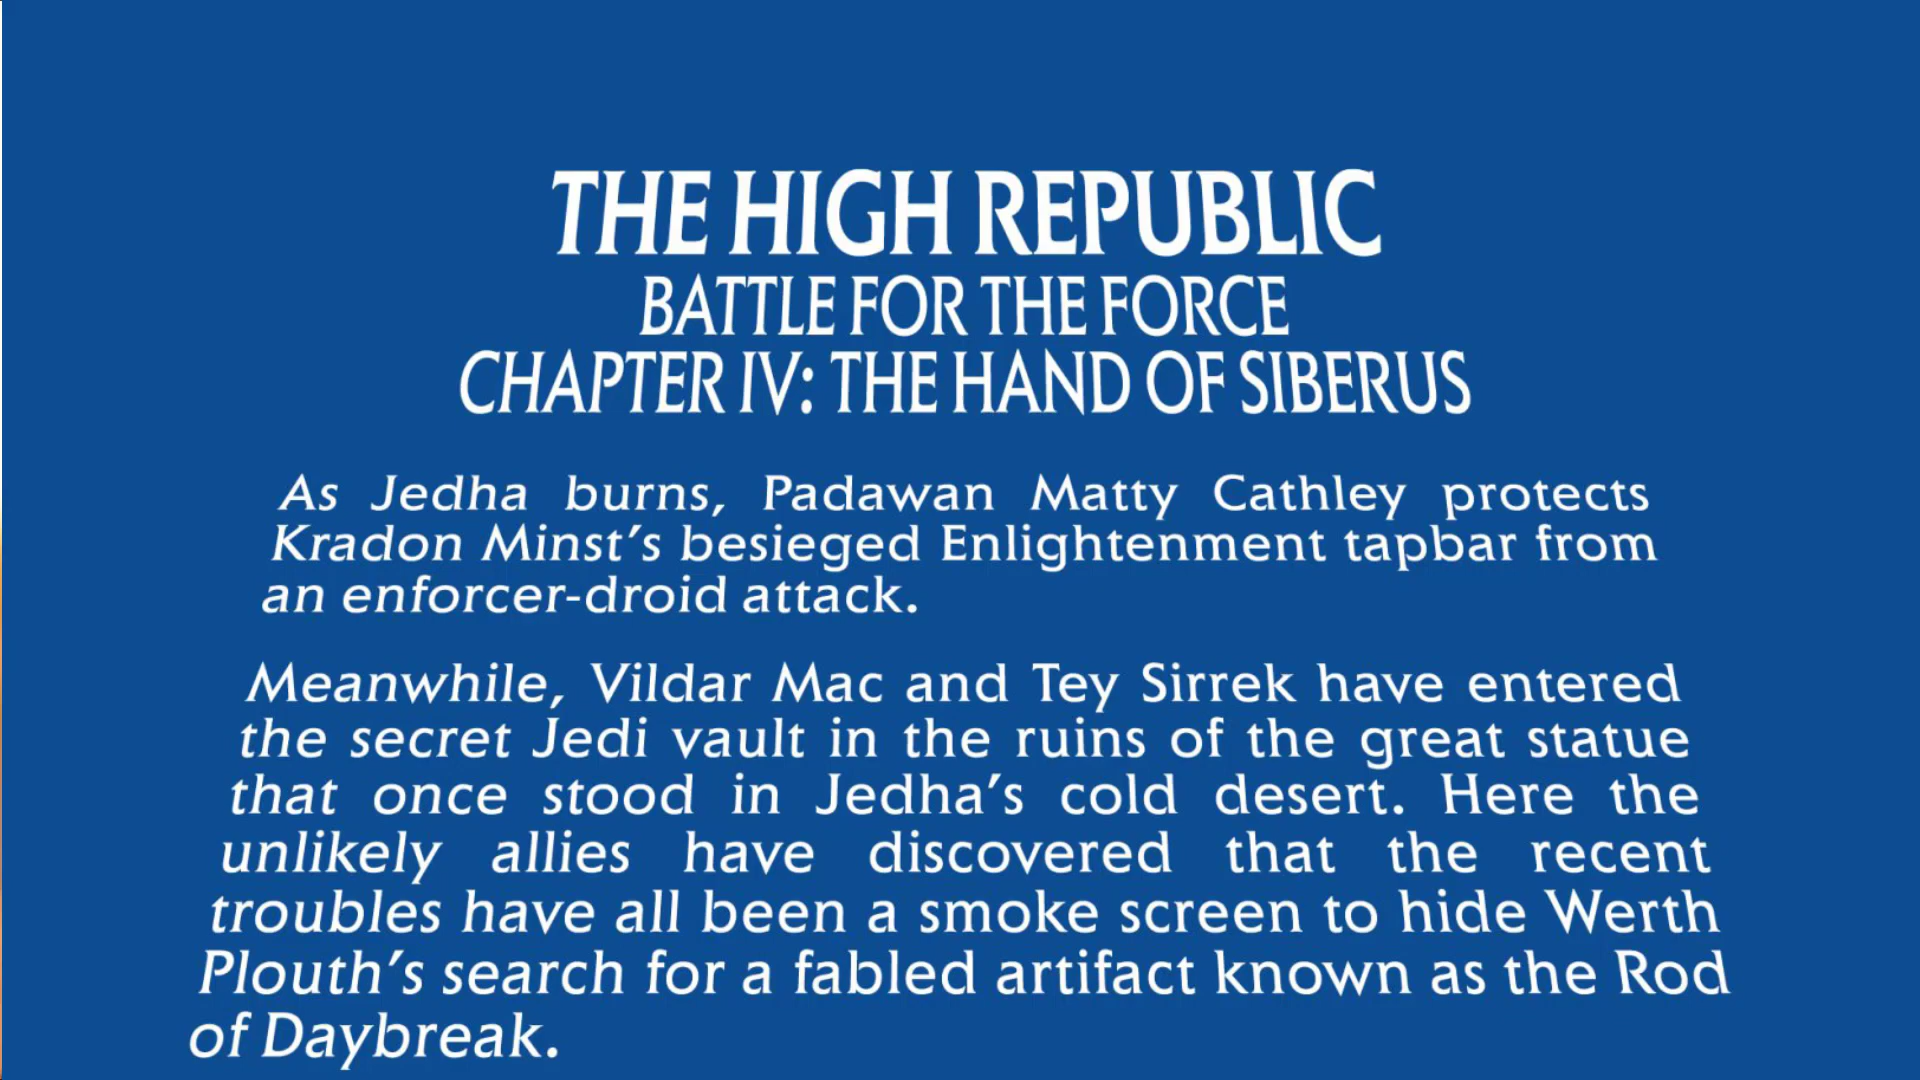 THE HIGH REPUBLIC
BATTLE FOR THE FORCE
CHAPTER IV: THE HAND OF SIBERUS
As Jedha burns, Padawan Matty Cathley protects
Kradon Minst’s besieged Enlightenment tapbar from
an enforcer-droid attack.
Meanwhile, Vildar Mac and Tey Sirrek have entered
the secret Jedi vault in the ruins of the great statue
that once stood in Jedha’s cold desert. Here the
unlikely allies have discovered that the recent
troubles have all been a smoke screen to hide Werth
Plouth’s search for a fabled artifact known as the Rod
of Daybreak.